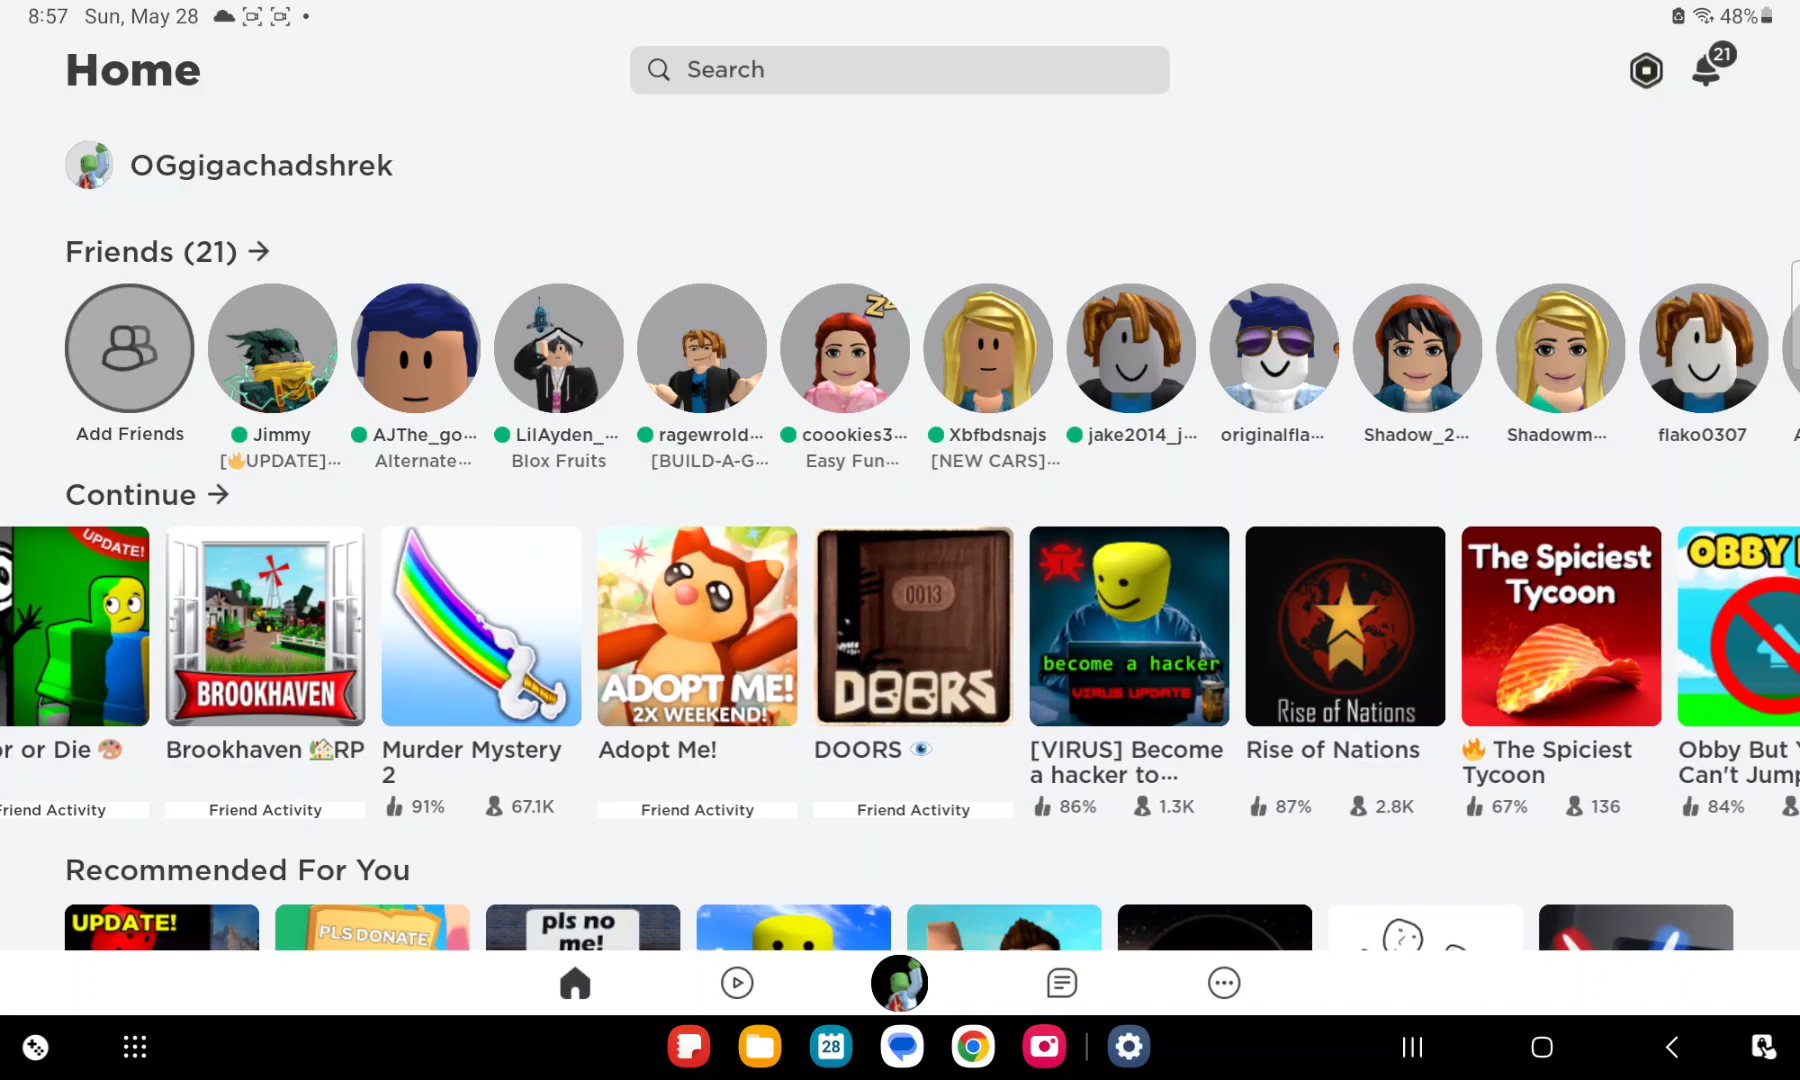 8:57 Sun, May 28
48%
Home
Search
21
OGgigachadshrek
Friends (21) →
Add Friends
Jimmy
[🔥UPDATE]...
AJThe_go...
Alternate...
LilAyden_...
Blox Fruits
ragewrold...
[BUILD-A-G...
coookies3...
Easy Fun...
Xbfbdsnajs
[NEW CARS]...
jake2014_j...
originalfla...
Shadow_2...
Shadowm...
flako0307
Continue →
UPDATE!
BROOKHAVEN
ADOPT ME!
2X WEEKEND!
0013
DOORS
become a hacker
VIRUS UPDATE
Rise of Nations
The Spiciest
Tycoon
OBBY
or or Die 🎨
Friend Activity
Brookhaven 🏡RP
Friend Activity
Murder Mystery
2
91% 67.1K
Adopt Me!
Friend Activity
DOORS 👁️
Friend Activity
[VIRUS] Become
a hacker to...
86% 1.3K
Rise of Nations
87% 2.8K
🔥 The Spiciest
Tycoon
67% 136
Obby But Y
Can't Jump
84%
Recommended For You
UPDATE!
PLS DONATE
pls no
me!
28